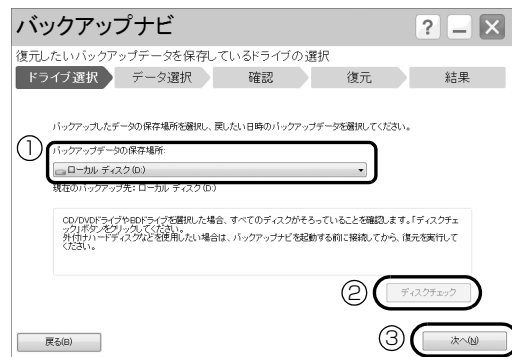 バックアップナビ
? – X
復元したいバックアップデータを保存しているドライブの選択
ドライブ選択 データ選択 確認 復元 結果
バックアップしたデータの保存場所を選択し、戻したい日時のバックアップデータを選択してください。
①
バックアップデータの保存場所:
ローカル ディスク(D:)
現在のバックアップ先: ローカル ディスク(D:)
CD/DVDドライブやBDドライブを選択した場合、すべてのディスクがそろっていることを確認します。「ディスクチェ
ック」ボタンをクリックしてください。
外付けハードディスクなどを使用したい場合は、バックアップナビを起動する前に接続してから、復元を実行して
ください。
② ディスクチェック
戻る(B) ③ 次へ(N)